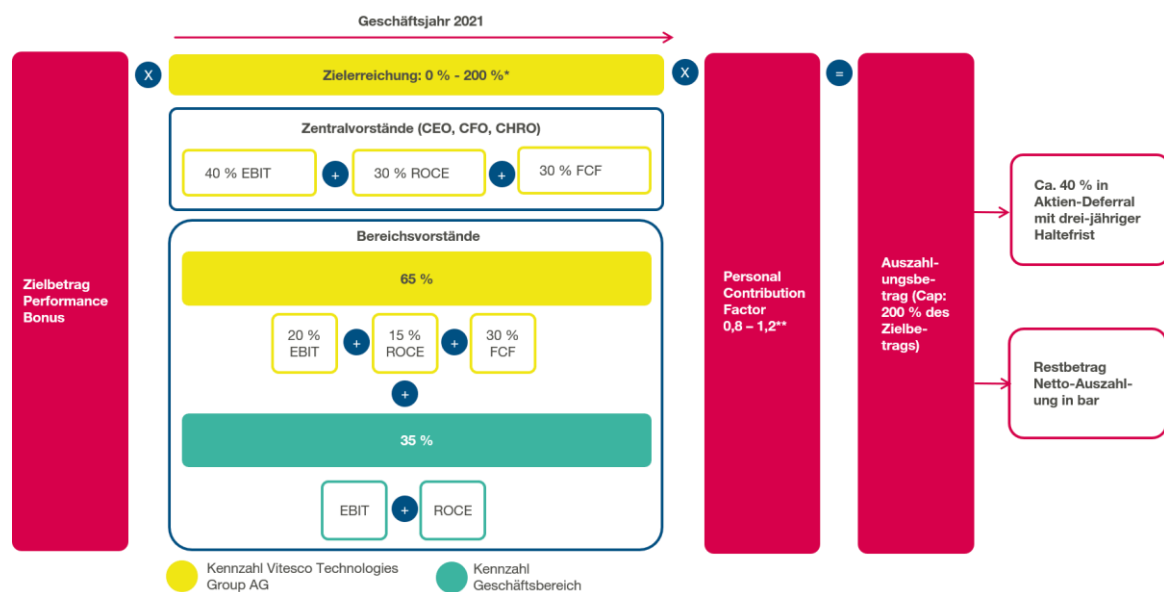 Geschäftsjahr 2021
Zielbetrag
Performance
Bonus
X
Zielerreichung: 0 % - 200 %*
Zentralvorstände (CEO, CFO, CHRO)
40 % EBIT
+
30 % ROCE
+
30 % FCF
Bereichsvorstände
65 %
20 %
EBIT
+
15 %
ROCE
+
30 %
FCF
+
35 %
EBIT
+
ROCE
X
Personal
Contribution
Factor
0,8 – 1,2**
=
Auszahl-
ungsbe-
trag (Cap:
200 % des
Zielbe-
trags)
Ca. 40 % in
Aktien-Deferral
mit drei-jähriger
Haltefrist
Restbetrag
Netto-Auszahl-
ung in bar
Kennzahl Vitesco Technologies
Group AG
Kennzahl
Geschäftsbereich